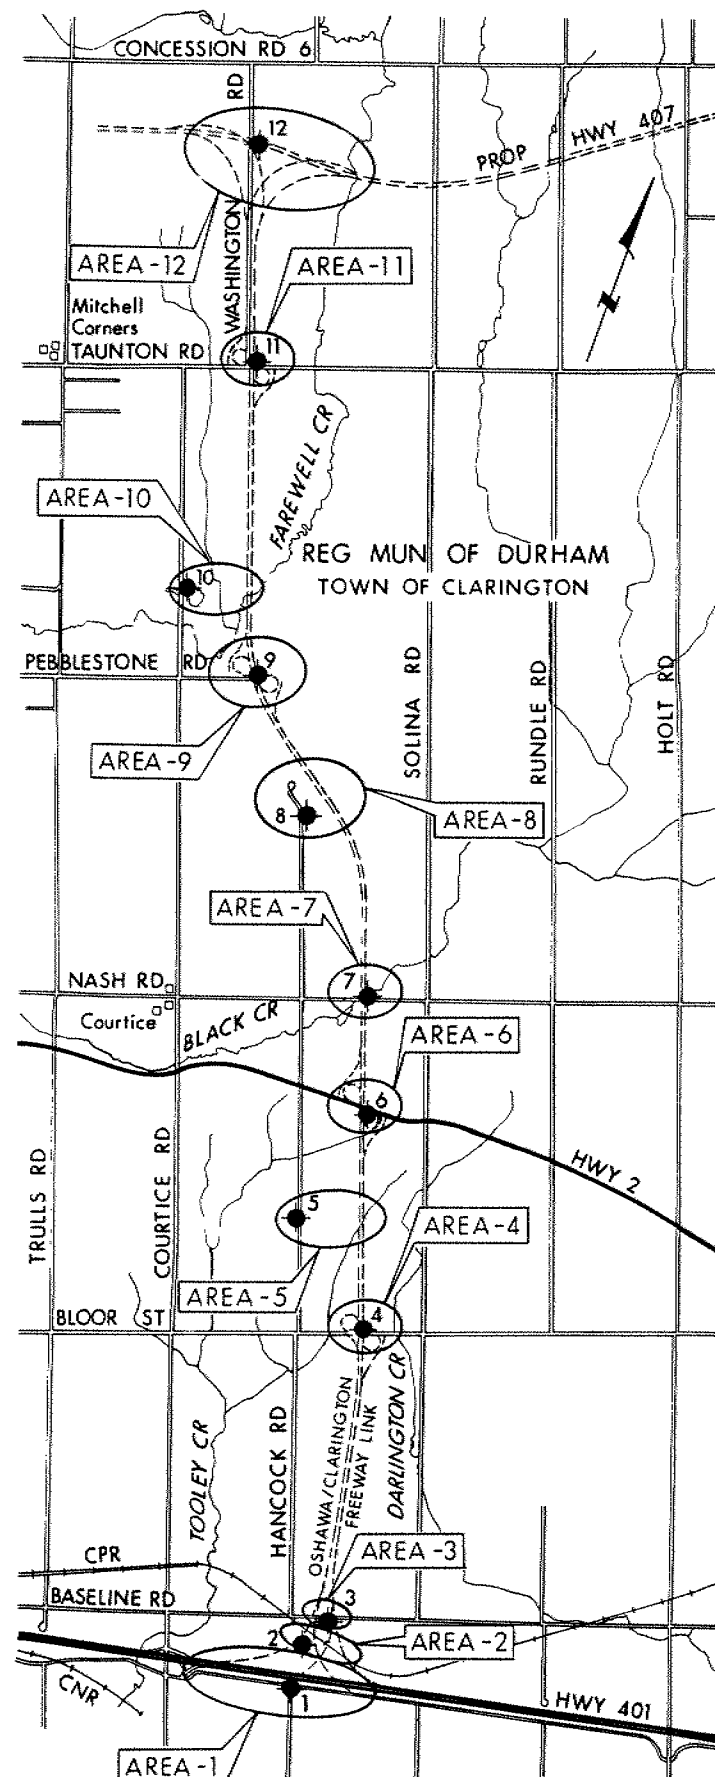 CONCESSION RD 6
12
PROP HWY 407
WASHINGTON RD
AREA-12
AREA-11
N
Mitchell
Corners
TAUNTON RD
11
FAREWELL CR
AREA-10
REG MUN OF DURHAM
TOWN OF CLARINGTON
10
PEBBLESTONE RD
9
SOLINA RD
RUNDLE RD
HOLT RD
AREA-9
8
AREA-8
AREA-7
NASH RD
7
Courtice
BLACK CR
AREA-6
6
HWY 2
TRULLS RD
COURTICE RD
5
AREA-4
AREA-5
BLOOR ST
4
TOOLEY CR
HANCOCK RD
OSHAWA/CLARINGTON
FREEWAY LINK
DARLINGTON CR
CPR
AREA-3
BASELINE RD
3
2
AREA-2
CNR
1
HWY 401
AREA-1